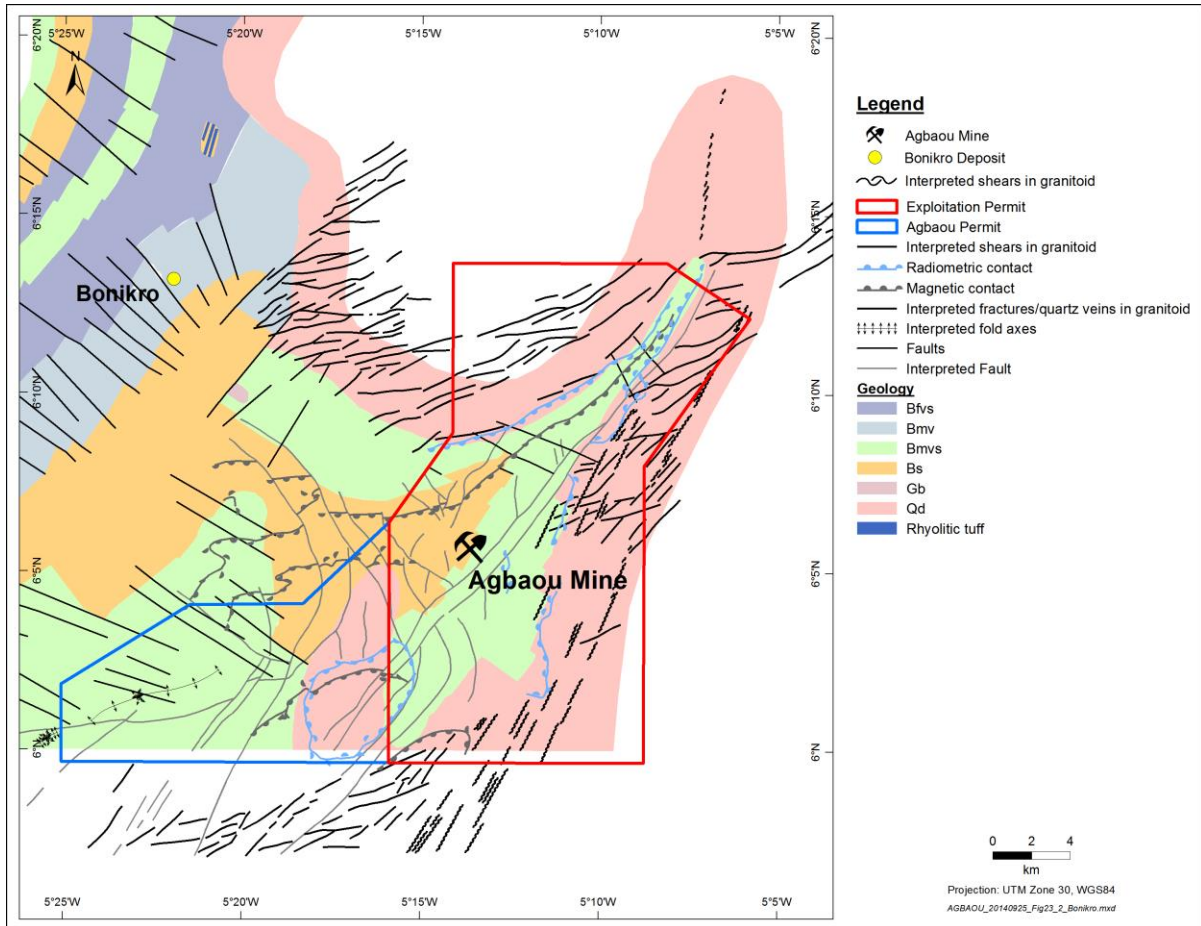 5°25'W
5°20'W
5°15'W
5°10'W
5°5'W
6°20'N
6°20'N
N
Legend
Agbaou Mine
Bonikro Deposit
Interpreted shears in granitoid
Exploitation Permit
Agbaou Permit
Interpreted shears in granitoid
Radiometric contact
Magnetic contact
Interpreted fractures/quartz veins in granitoid
Interpreted fold axes
Faults
Interpreted Fault
Geology
Bfvs
Bmv
Bmvs
Bs
Gb
Qd
Rhyolitic tuff
6°15'N
6°15'N
Bonikro
6°10'N
6°10'N
6°5'N
6°5'N
Agbaou Mine
6°N
6°N
5°25'W
5°20'W
5°15'W
5°10'W
5°5'W
0 2 4
km
Projection: UTM Zone 30, WGS84
AGBAOU_20140925_Fig23_2_Bonikro.mxd